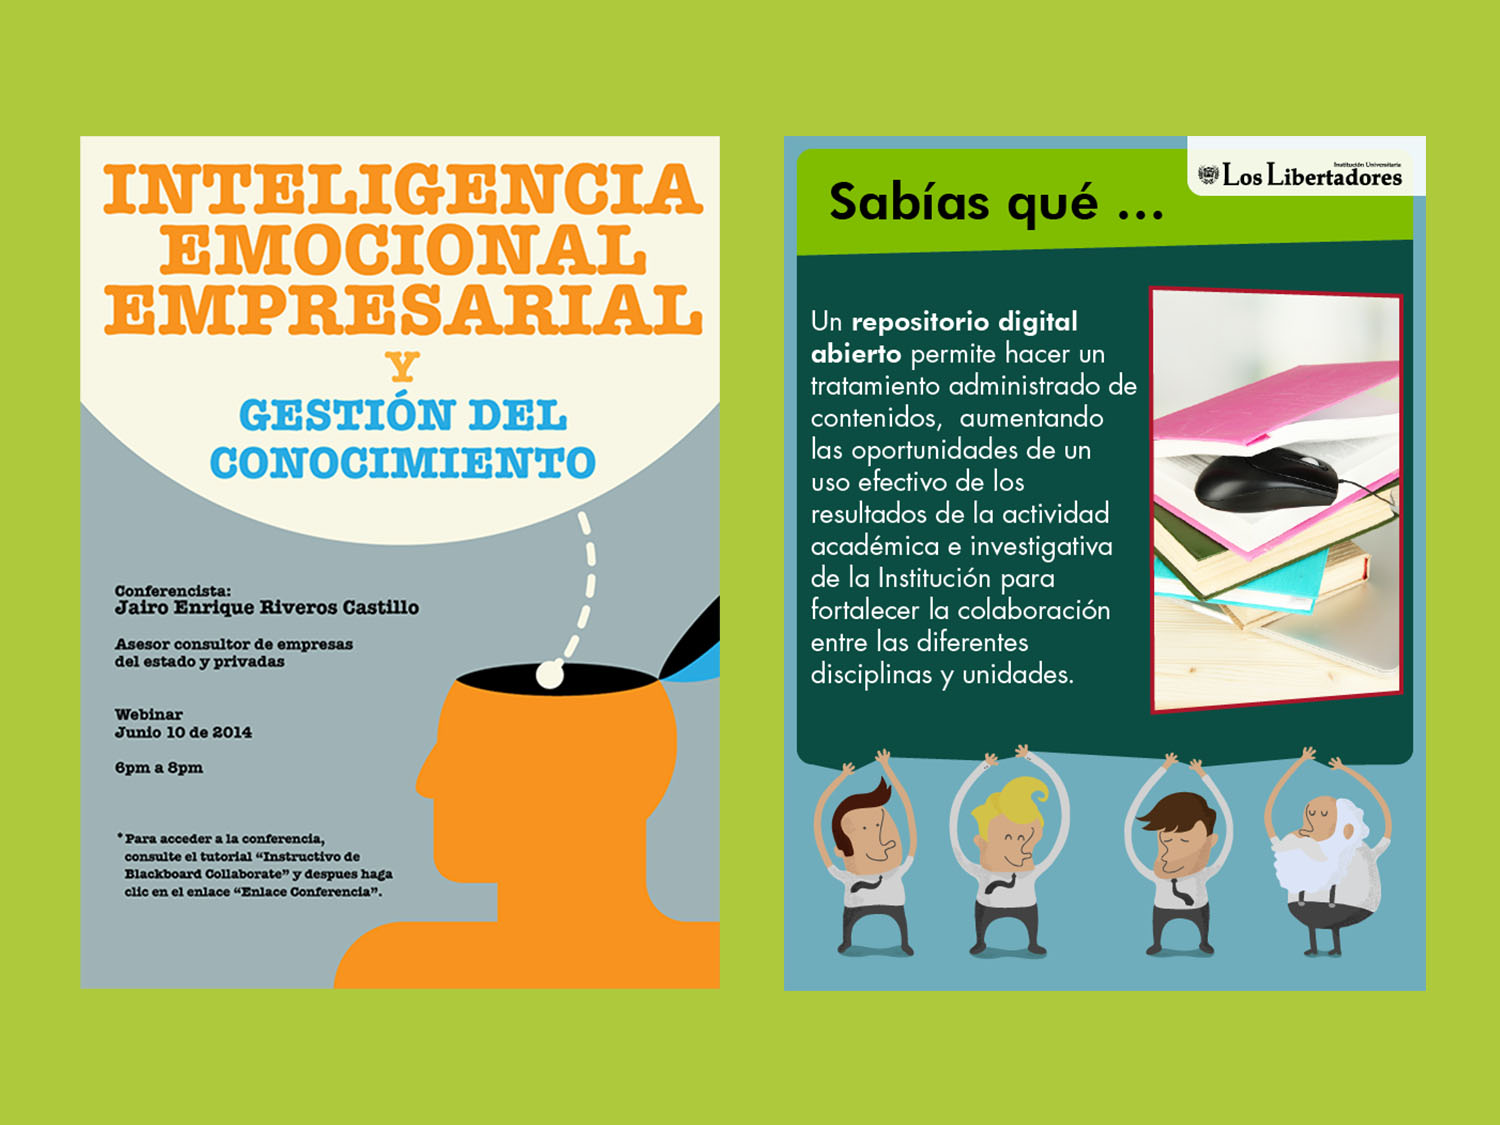 INTELIGENCIA
EMOCIONAL
EMPRESARIAL
Y
GESTIÓN DEL
CONOCIMIENTO
Conferencista:
Jairo Enrique Riveros Castillo
Asesor consultor de empresas
del estado y privadas
Webinar
Junio 10 de 2014
6pm a 8pm
* Para acceder a la conferencia,
consulte el tutorial “Instructivo de
Blackboard Collaborate” y despues haga
clic en el enlace “Enlace Conferencia”.
Institución Universitaria
Los Libertadores
Sabías qué ...
Un repositorio digital
abierto permite hacer un
tratamiento administrado de
contenidos, aumentando
las oportunidades de un
uso efectivo de los
resultados de la actividad
académica e investigativa
de la Institución para
fortalecer la colaboración
entre las diferentes
disciplinas y unidades.